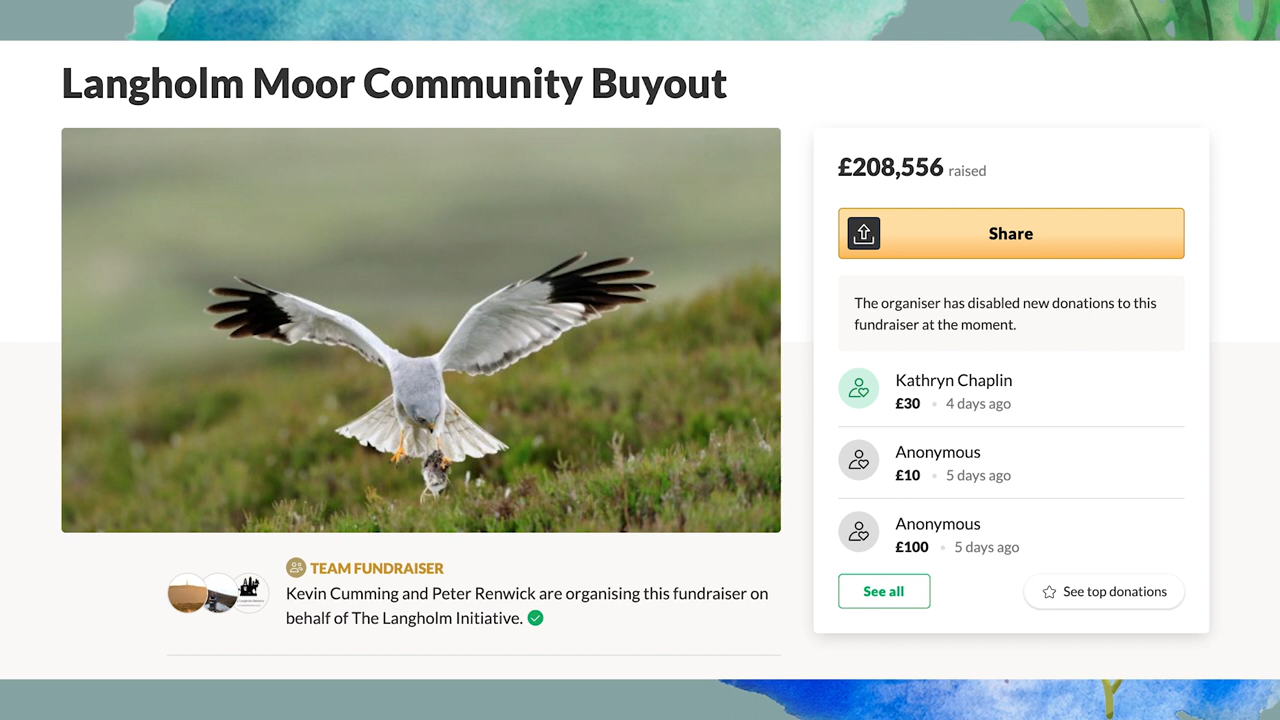 Langholm Moor Community Buyout
£208,556 raised
Share
The organiser has disabled new donations to this
fundraiser at the moment.
Kathryn Chaplin
£30 • 4 days ago
Anonymous
£10 • 5 days ago
Anonymous
£100 • 5 days ago
See all
See top donations
TEAM FUNDRAISER
Kevin Cumming and Peter Renwick are organising this fundraiser on
behalf of The Langholm Initiative.